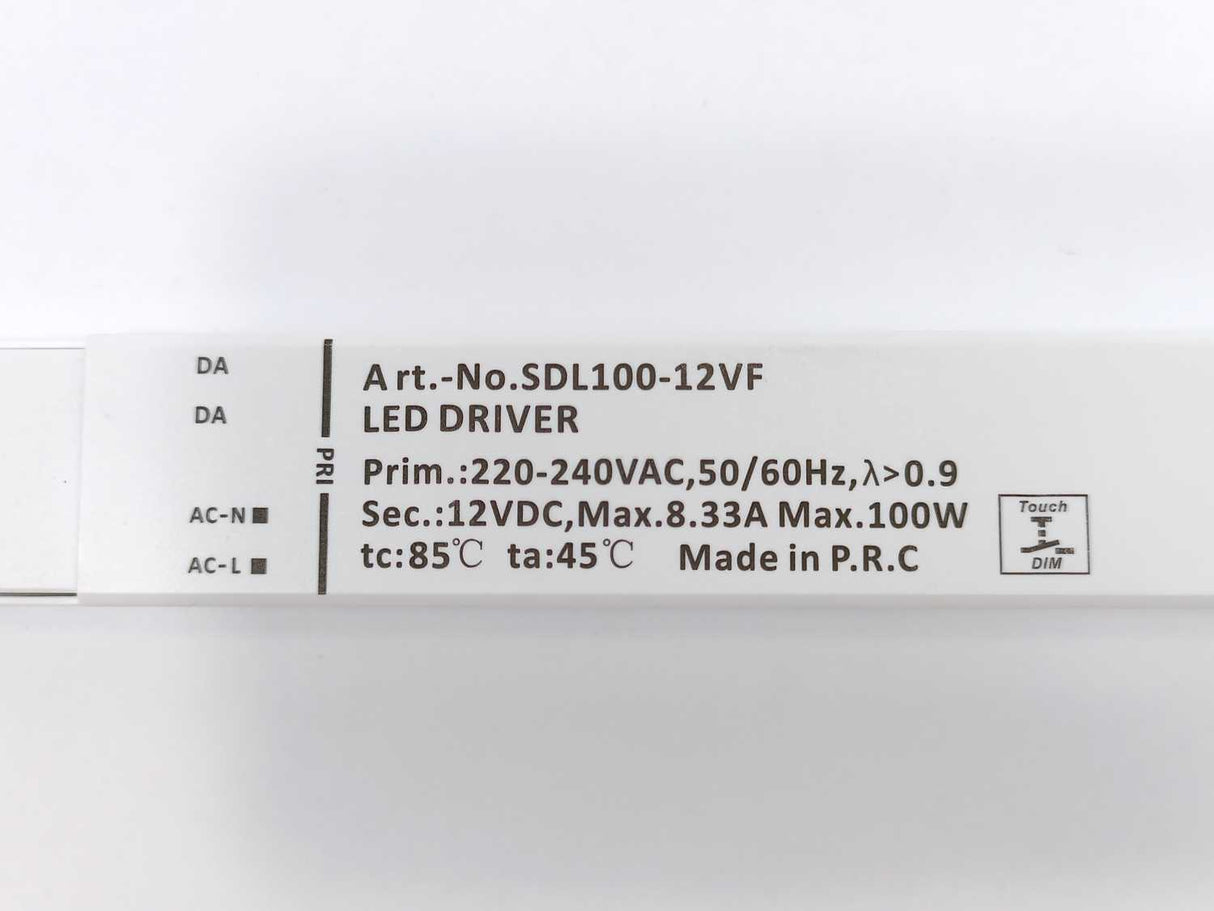 DA
DA
AC-N
AC-L
PRI
Art.-No.SDL100-12VF
LED DRIVER
Prim.:220-240VAC,50/60Hz,λ>0.9
Sec.:12VDC,Max.8.33A Max.100W
tc:85℃ ta:45℃ Made in P.R.C
Touch
DIM